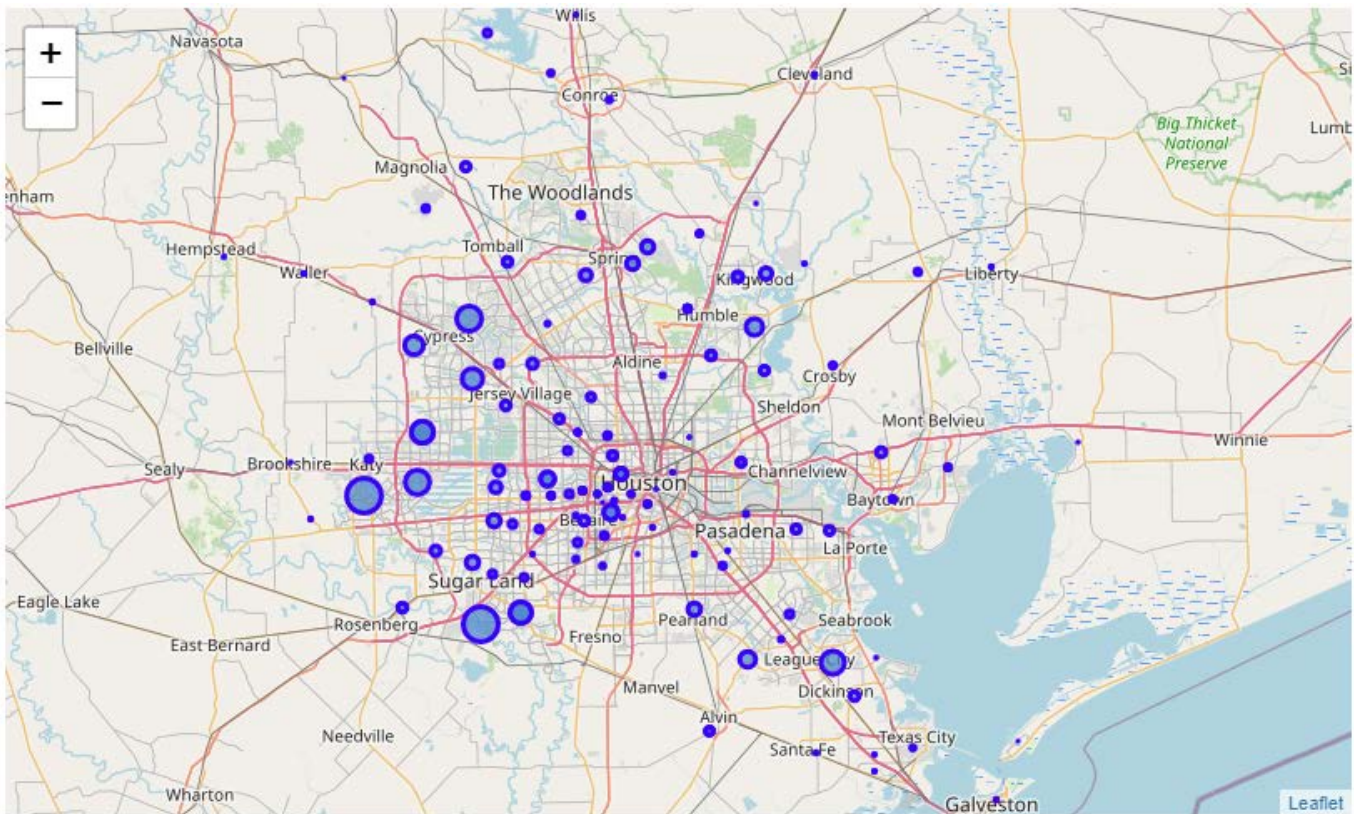 Willis
+
Navasota
−
Cleveland
Conroe
Si
Big Thicket
National
Preserve
Lumb
Magnolia
The Woodlands
enham
Hempstead
Tomball
Spring
Waller
Kingwood
Liberty
Humble
Cypress
Bellville
Aldine
Crosby
Jersey Village
Sheldon
Mont Belvieu
Winnie
Sealy
Brookshire
Katy
Channelview
Houston
Baytown
Bellaire
Pasadena
La Porte
Sugar Land
Eagle Lake
Rosenberg
Pearland
Seabrook
East Bernard
Fresno
League City
Manvel
Dickinson
Alvin
Needville
Texas City
Santa Fe
Wharton
Galveston
Leaflet